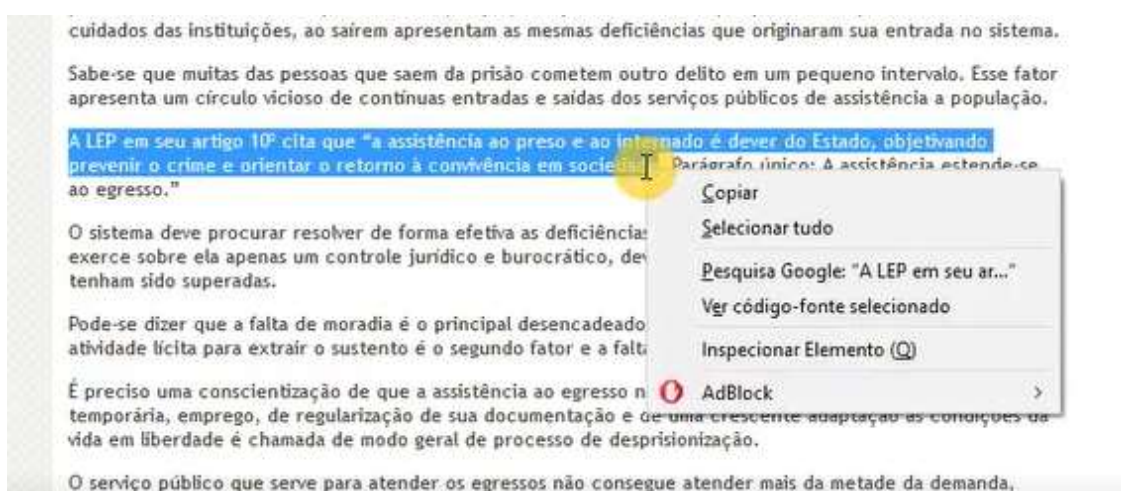 cuidados das instituições, ao saírem apresentam as mesmas deficiências que originaram sua entrada no sistema.
Sabe-se que muitas das pessoas que saem da prisão cometem outro delito em um pequeno intervalo. Esse fator
apresenta um círculo vicioso de contínuas entradas e saídas dos serviços públicos de assistência a população.
A LEP em seu artigo 10º cita que “a assistência ao preso e ao internado é dever do Estado, objetivando
prevenir o crime e orientar o retorno à convivência em Parágrafo único: A assistência estende-se
ao egresso.”
O sistema deve procurar resolver de forma efetiva as deficiências
exerce sobre ela apenas um controle jurídico e burocrático,
tenham sido superadas.
Pode-se dizer que a falta de moradia é o principal
atividade lícita para extrair o sustento é o segundo fator e a
É preciso uma conscientização de que a assistência ao egresso
temporária, emprego, de regularização de sua documentação e de uma crescente adaptação às condições da
vida em liberdade é chamada de modo geral de processo de desprisionização.
O serviço público que serve para atender os egressos não consegue atender mais da metade da demanda,
Copiar
Selecionar tudo
Pesquisa Google: “A LEP em seu ar...”
Ver código-fonte selecionado
Inspecionar Elemento (Q)
AdBlock